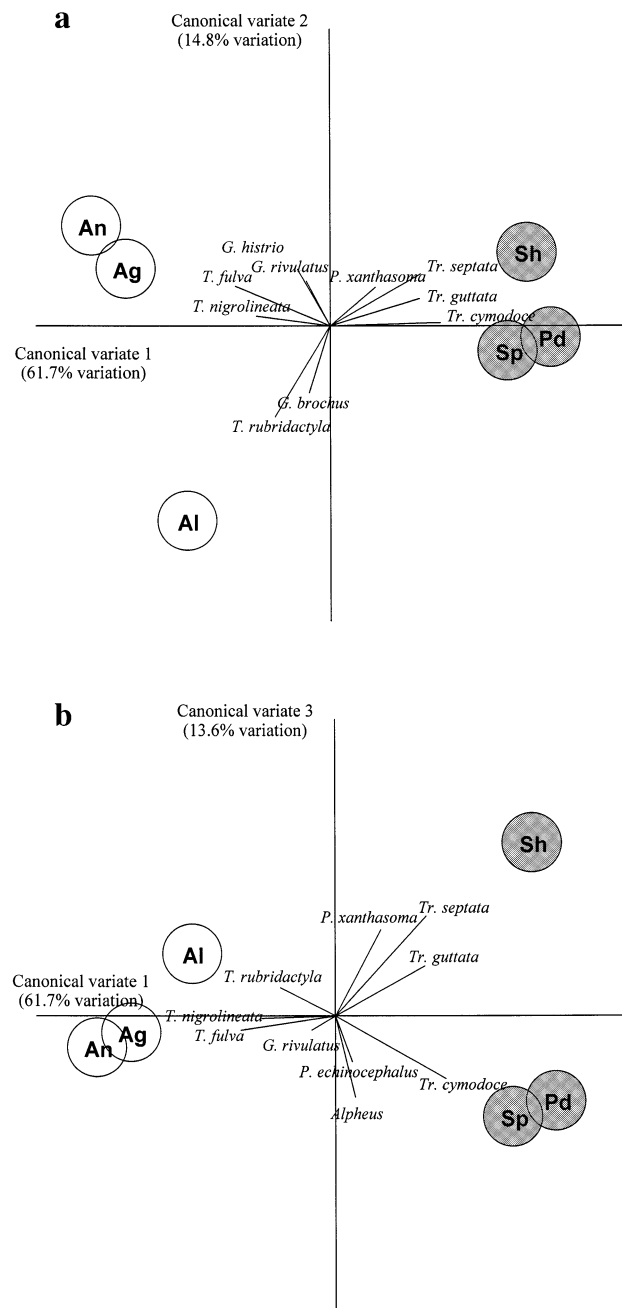 a
Canonical variate 2
(14.8% variation)
An
Ag
G. histrio
G. rivulatus
T. fulva
P. xanthasoma
Tr. septata
Sh
T. nigrolineata
Tr. guttata
Tr. cymodoce
Canonical variate 1
(61.7% variation)
Sp
Pd
G. brochus
T. rubridactyla
Al
b
Canonical variate 3
(13.6% variation)
Sh
P. xanthasoma
Tr. septata
Al
Tr. guttata
T. rubridactyla
Canonical variate 1
(61.7% variation)
T. nigrolineata
Ag
T. fulva
An
G. rivulatus
P. echinocephalus
Tr. cymodoce
Alpheus
Sp
Pd